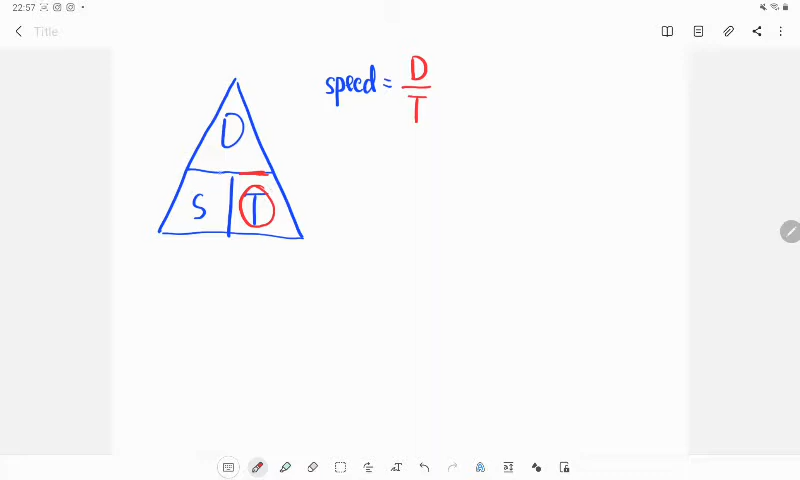 22:57
Title
speed = D
T
D
S T